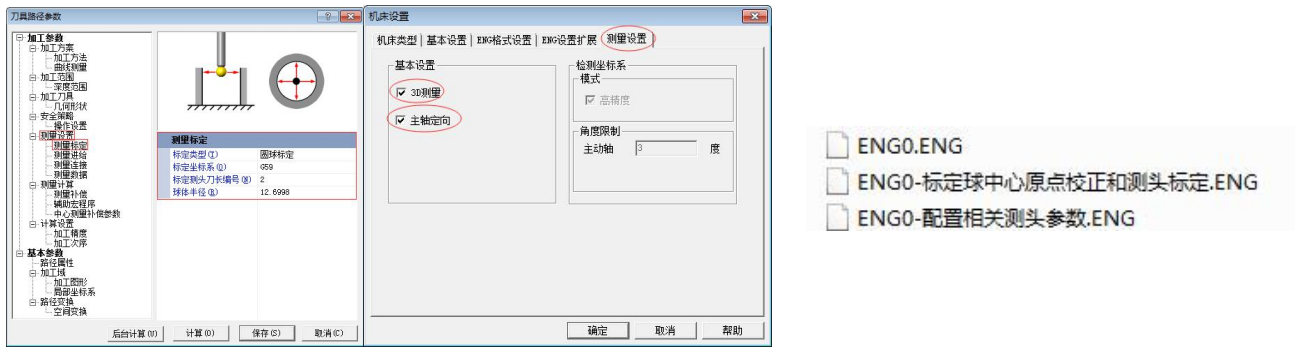 刀具路径参数
加工参数
加工方案
加工方法
曲线测量
加工范围
深度范围
加工刀具
几何形状
安全策略
操作设置
测量设置
测量标定
测量进给
测量连接
测量数据
测量计算
测量补偿
辅助宏程序
中心测量补偿参数
计算设置
加工精度
加工次序
基本参数
路径属性
加工域
加工图形
局部坐标系
路径变换
空间变换
测量标定
标定类型(T) 圆球标定
标定坐标系(O) G59
标定测头刀长编号(N) 2
球体半径(R) 12.6998
后台计算(U) 计算(O) 保存(S) 取消(C)
机床设置
机床类型 基本设置 ENG格式设置 ENG设置扩展 测量设置
基本设置
3D测量
主轴定向
检测坐标系
模式
高精度
角度限制
主动轴 3 度
确定 取消 帮助
ENG0.ENG
ENG0-标定球中心原点校正和测头标定.ENG
ENG0-配置相关测头参数.ENG